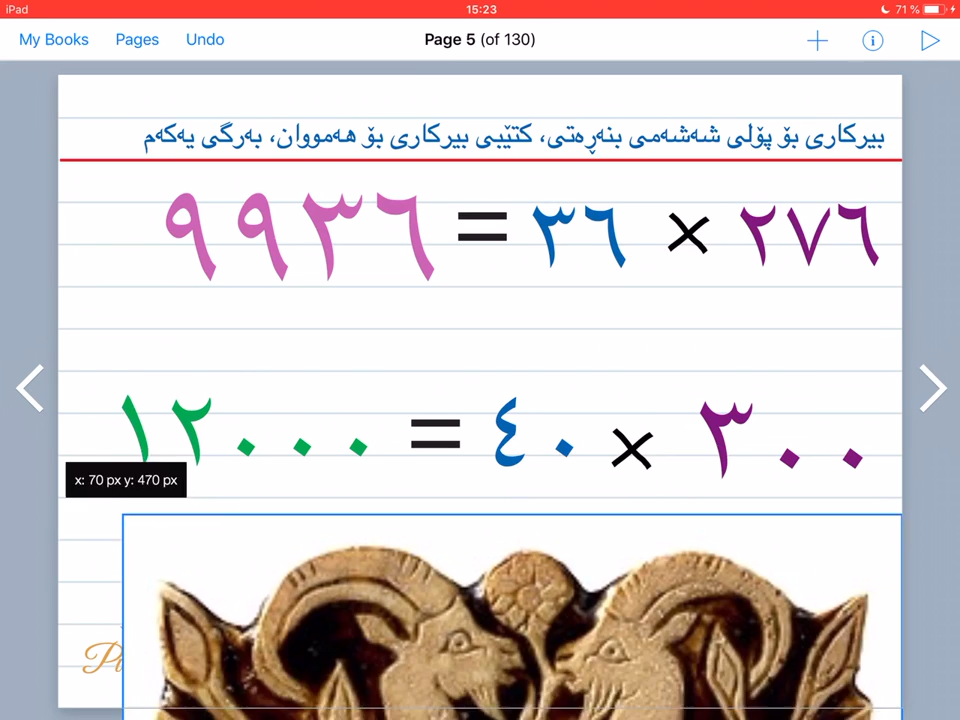 iPad 15:23 71 %
My Books Pages Undo Page 5 (of 130)
بیرکاری بۆ پۆلی شەشەمی بنەڕەتی، کتێبی بیرکاری بۆ هەمووان، بەرگی یەکەم
٢٧٦ × ٣٦ = ٩٩٣٦
٣٠٠ × ٤٠ = ١٢٠٠٠
x: 70 px y: 470 px